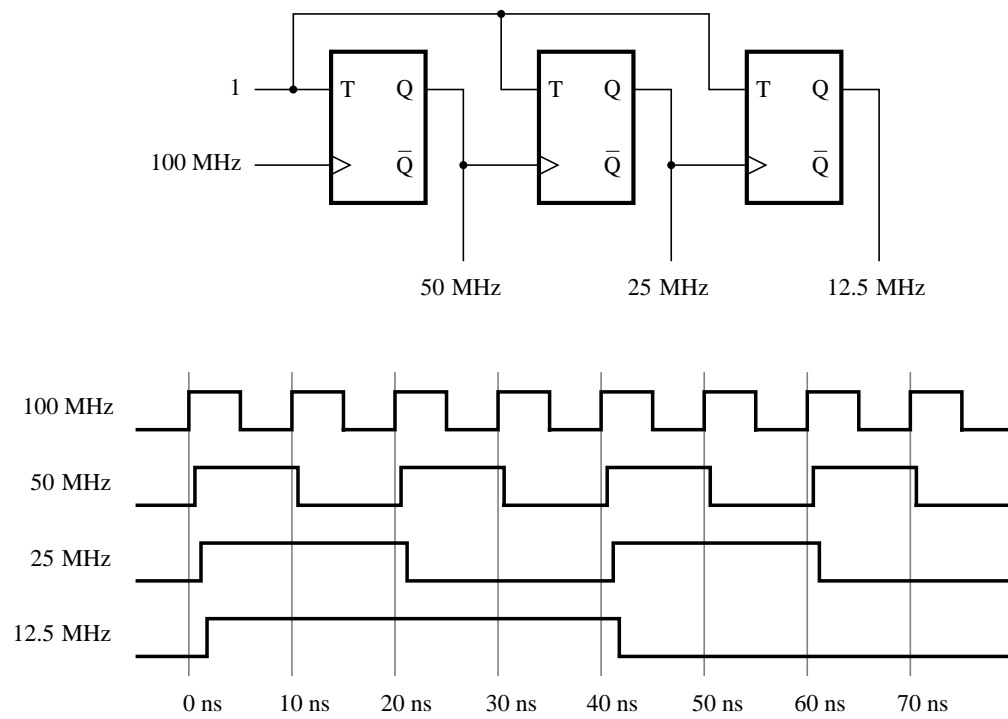 1
T Q T Q T Q
100 MHz Q̅ Q̅ Q̅
50 MHz 25 MHz 12.5 MHz
100 MHz
50 MHz
25 MHz
12.5 MHz
0 ns 10 ns 20 ns 30 ns 40 ns 50 ns 60 ns 70 ns